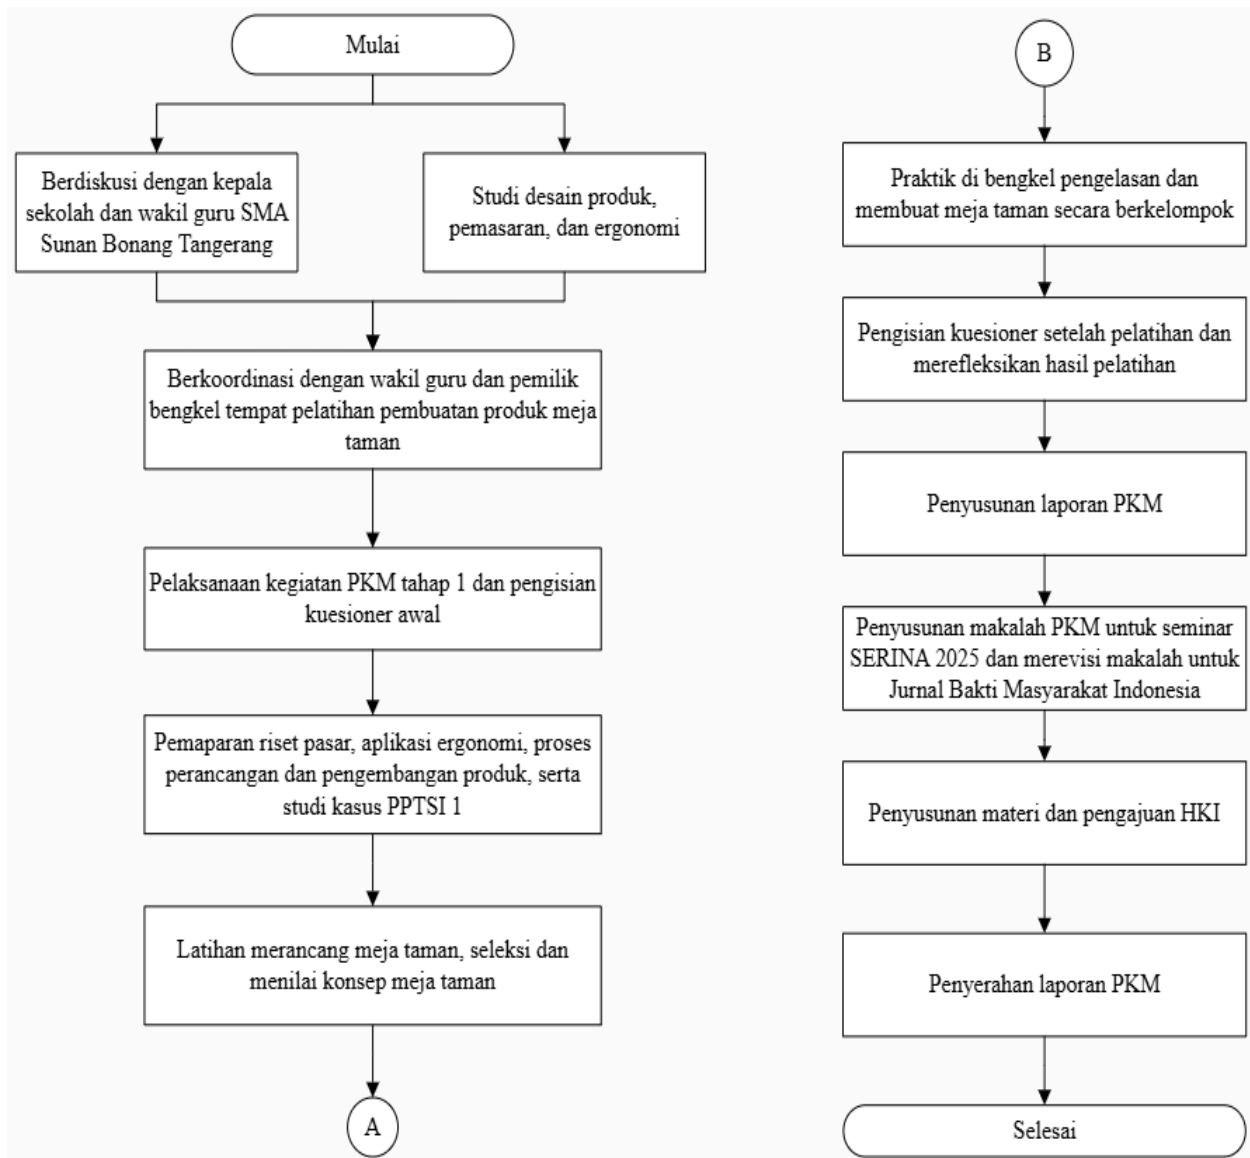 Mulai
Berdiskusi dengan kepala
sekolah dan wakil guru SMA
Sunan Bonang Tangerang
Studi desain produk,
pemasaran, dan ergonomi
Berkoordinasi dengan wakil guru dan pemilik
bengkel tempat pelatihan pembuatan produk meja
taman
Pelaksanaan kegiatan PKM tahap 1 dan pengisian
kuesioner awal
Pemaparan riset pasar, aplikasi ergonomi, proses
perancangan dan pengembangan produk, serta
studi kasus PPTSI 1
Latihan merancang meja taman, seleksi dan
menilai konsep meja taman
A
B
Praktik di bengkel pengelasan dan
membuat meja taman secara berkelompok
Pengisian kuesioner setelah pelatihan dan
merefleksikan hasil pelatihan
Penyusunan laporan PKM
Penyusunan makalah PKM untuk seminar
SERINA 2025 dan merevisi makalah untuk
Jurnal Bakti Masyarakat Indonesia
Penyusunan materi dan pengajuan HKI
Penyerahan laporan PKM
Selesai